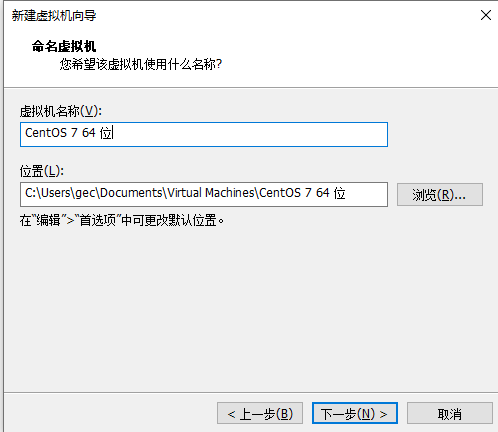 新建虚拟机向导
命名虚拟机
您希望该虚拟机使用什么名称?
虚拟机名称(V):
CentOS 7 64 位
位置(L):
C:\Users\gec\Documents\Virtual Machines\CentOS 7 64 位
浏览(R)...
在“编辑”>“首选项”中可更改默认位置。
< 上一步(B)
下一步(N) >
取消